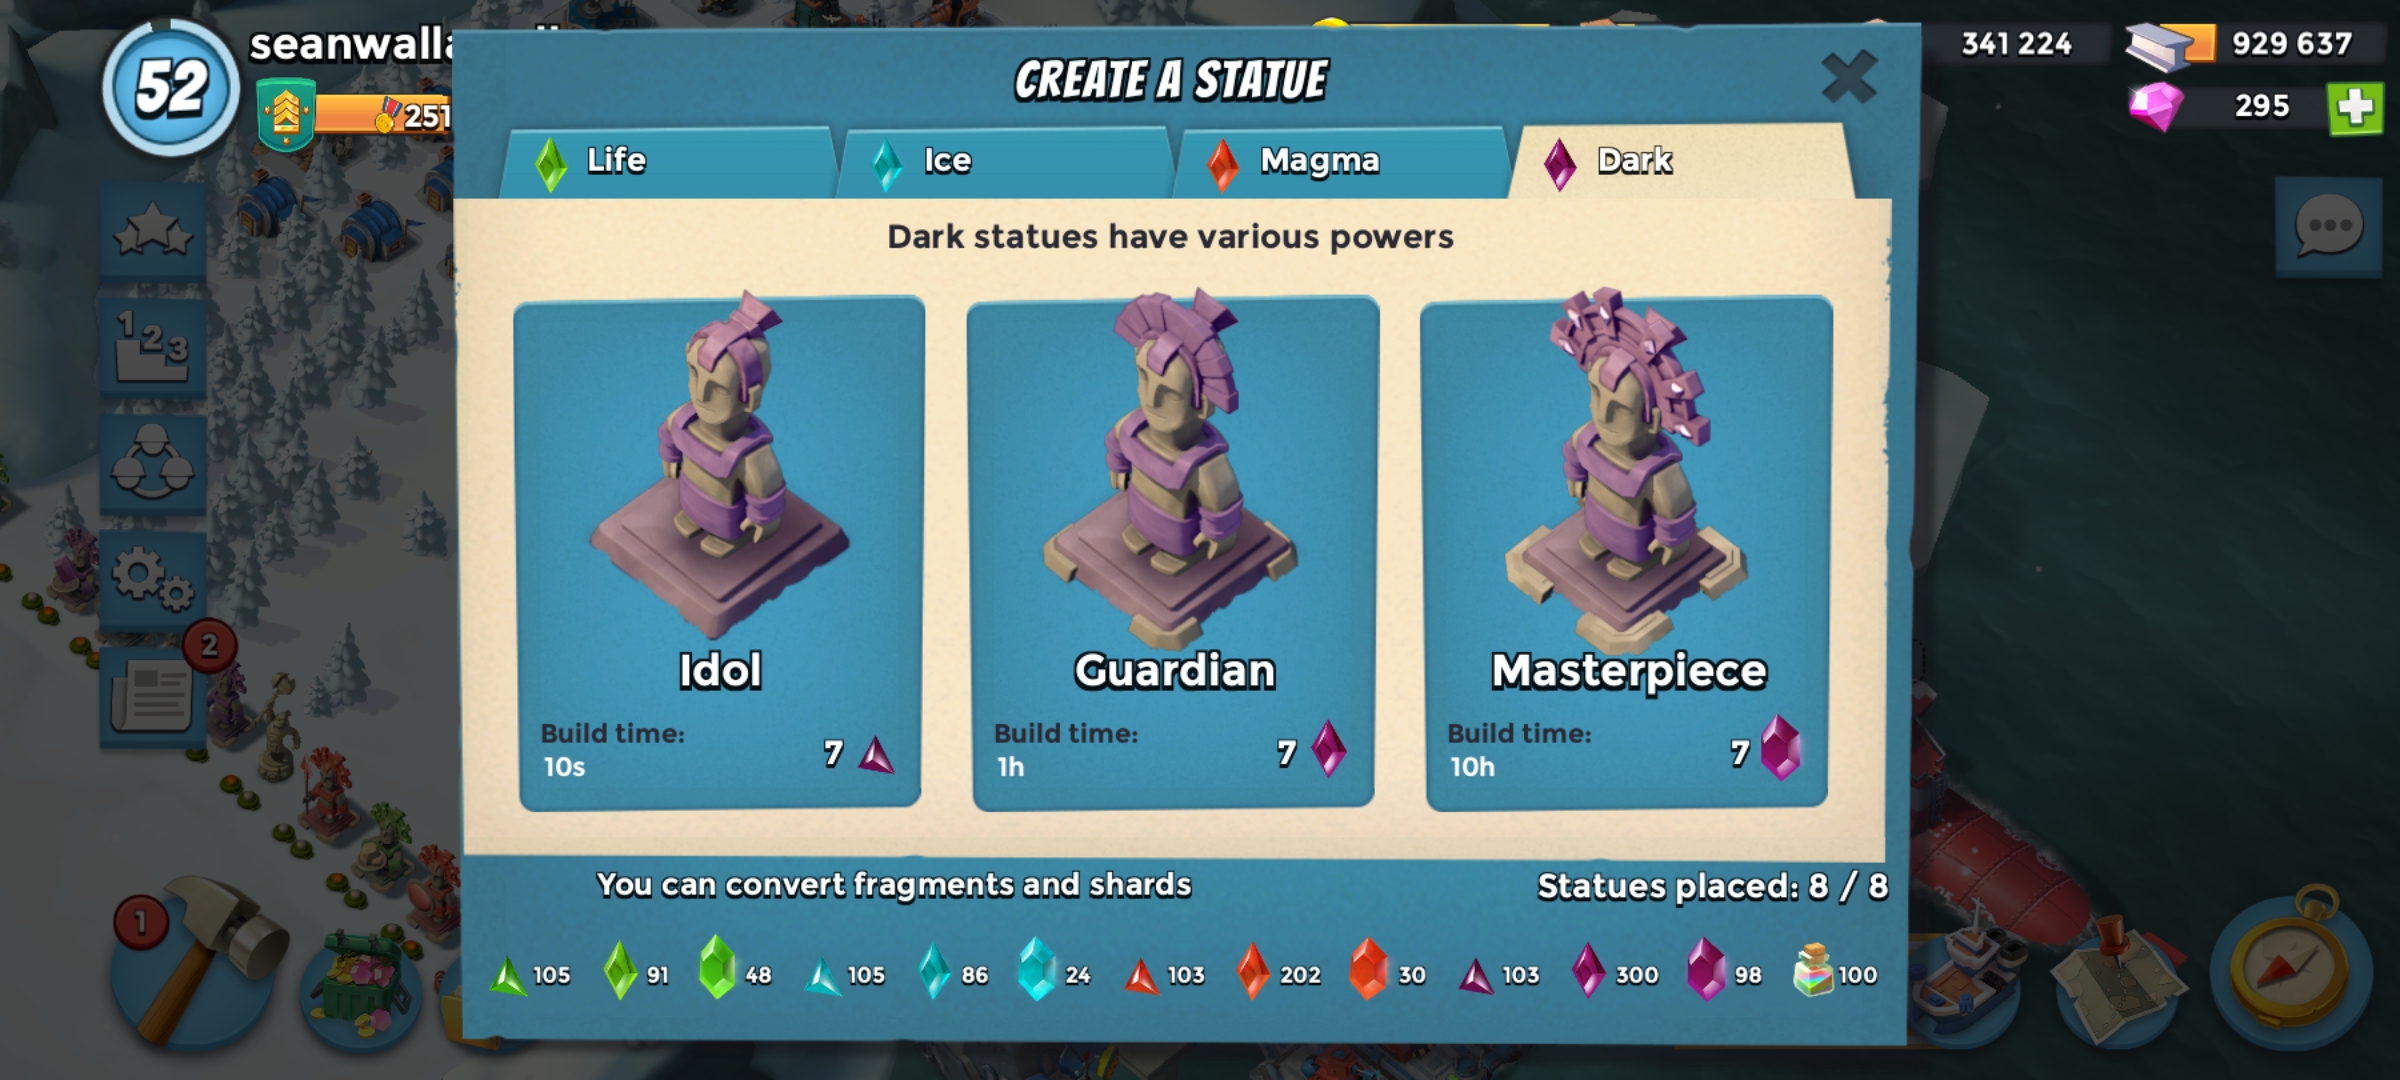 52
251
341 224
929 637
295
CREATE A STATUE
Life
Ice
Magma
Dark
Dark statues have various powers
1 2 3
2
1
Idol
Build time:
10s
7
Guardian
Build time:
1h
7
Masterpiece
Build time:
10h
7
You can convert fragments and shards
Statues placed: 8 / 8
105 91 48 105 86 24 103 202 30 103 300 98 100